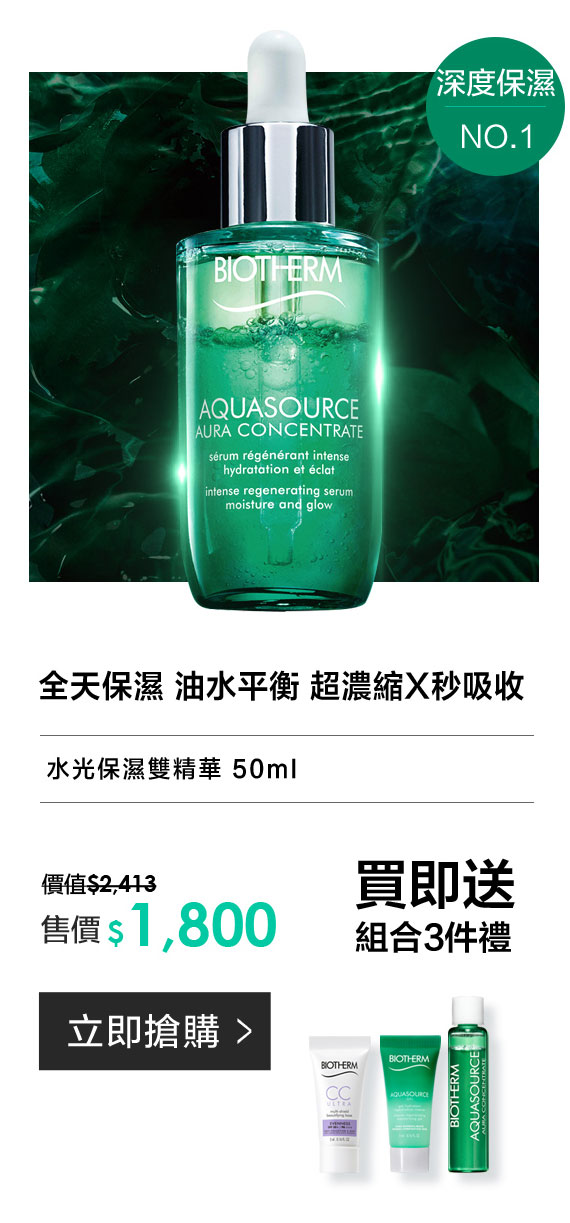 深度保濕
NO.1
BIOTHERM
AQUASOURCE
AURA CONCENTRATE
sérum régénérant intense
hydratation et éclat
intense regenerating serum
moisture and glow
全天保濕 油水平衡 超濃縮X秒吸收
水光保濕雙精華 50ml
價值$2,413
售價$1,800
買即送
組合3件禮
立即搶購 >
BIOTHERM
CC
ULTRA
BIOTHERM
AQUASOURCE
BIOTHERM
AQUASOURCE
AURA CONCENTRATE